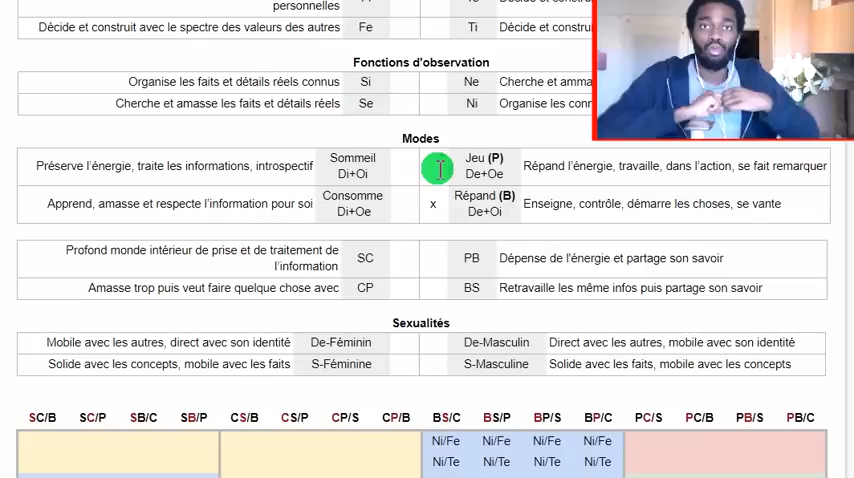 personnelles
Décide et construit avec le spectre des valeurs des autres Fe Ti Décide et constru
Fonctions d'observation
Organise les faits et détails réels connus Si Ne Cherche et amma
Cherche et amasse les faits et détails réels Se Ni Organise les conn
Modes
Préserve l'énergie, traite les informations, introspectif Sommeil Di+Oi Jeu (P) De+Oe Répand l'énergie, travaille, dans l'action, se fait remarquer
Apprend, amasse et respecte l'information pour soi Consomme Di+Oe x Répand (B) De+Oi Enseigne, contrôle, démarre les choses, se vante
Profond monde intérieur de prise et de traitement de l'information SC PB Dépense de l'énergie et partage son savoir
Amasse trop puis veut faire quelque chose avec CP BS Retravaille les même infos puis partage son savoir
Sexualités
Mobile avec les autres, direct avec son identité De-Féminin De-Masculin Direct avec les autres, mobile avec son identité
Solide avec les concepts, mobile avec les faits S-Féminine S-Masculine Solide avec les faits, mobile avec les concepts
SC/B SC/P SB/C SB/P CS/B CS/P CP/S CP/B BS/C BS/P BP/S BP/C PC/S PC/B PB/S PB/C
Ni/Fe Ni/Fe Ni/Fe Ni/Fe
Ni/Te Ni/Te Ni/Te Ni/Te